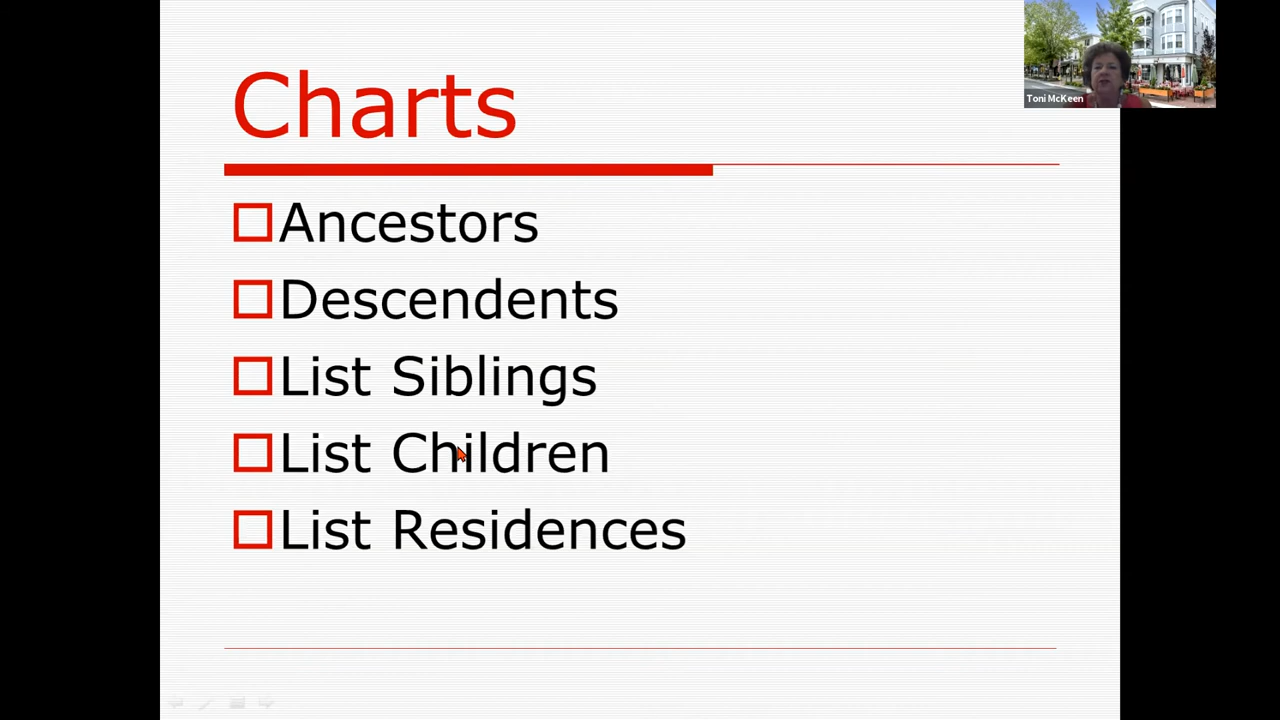 Charts
Toni McKeen
Ancestors
Descendents
List Siblings
List Children
List Residences